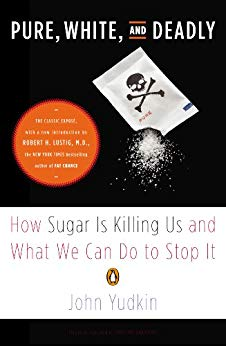 PURE, WHITE, AND DEADLY
PURE
THE CLASSIC EXPOSÉ,
with a new introduction by
ROBERT H. LUSTIG, M.D.,
the NEW YORK TIMES bestselling
author of FAT CHANCE
How Sugar Is Killing Us and
What We Can Do to Stop It
John Yudkin